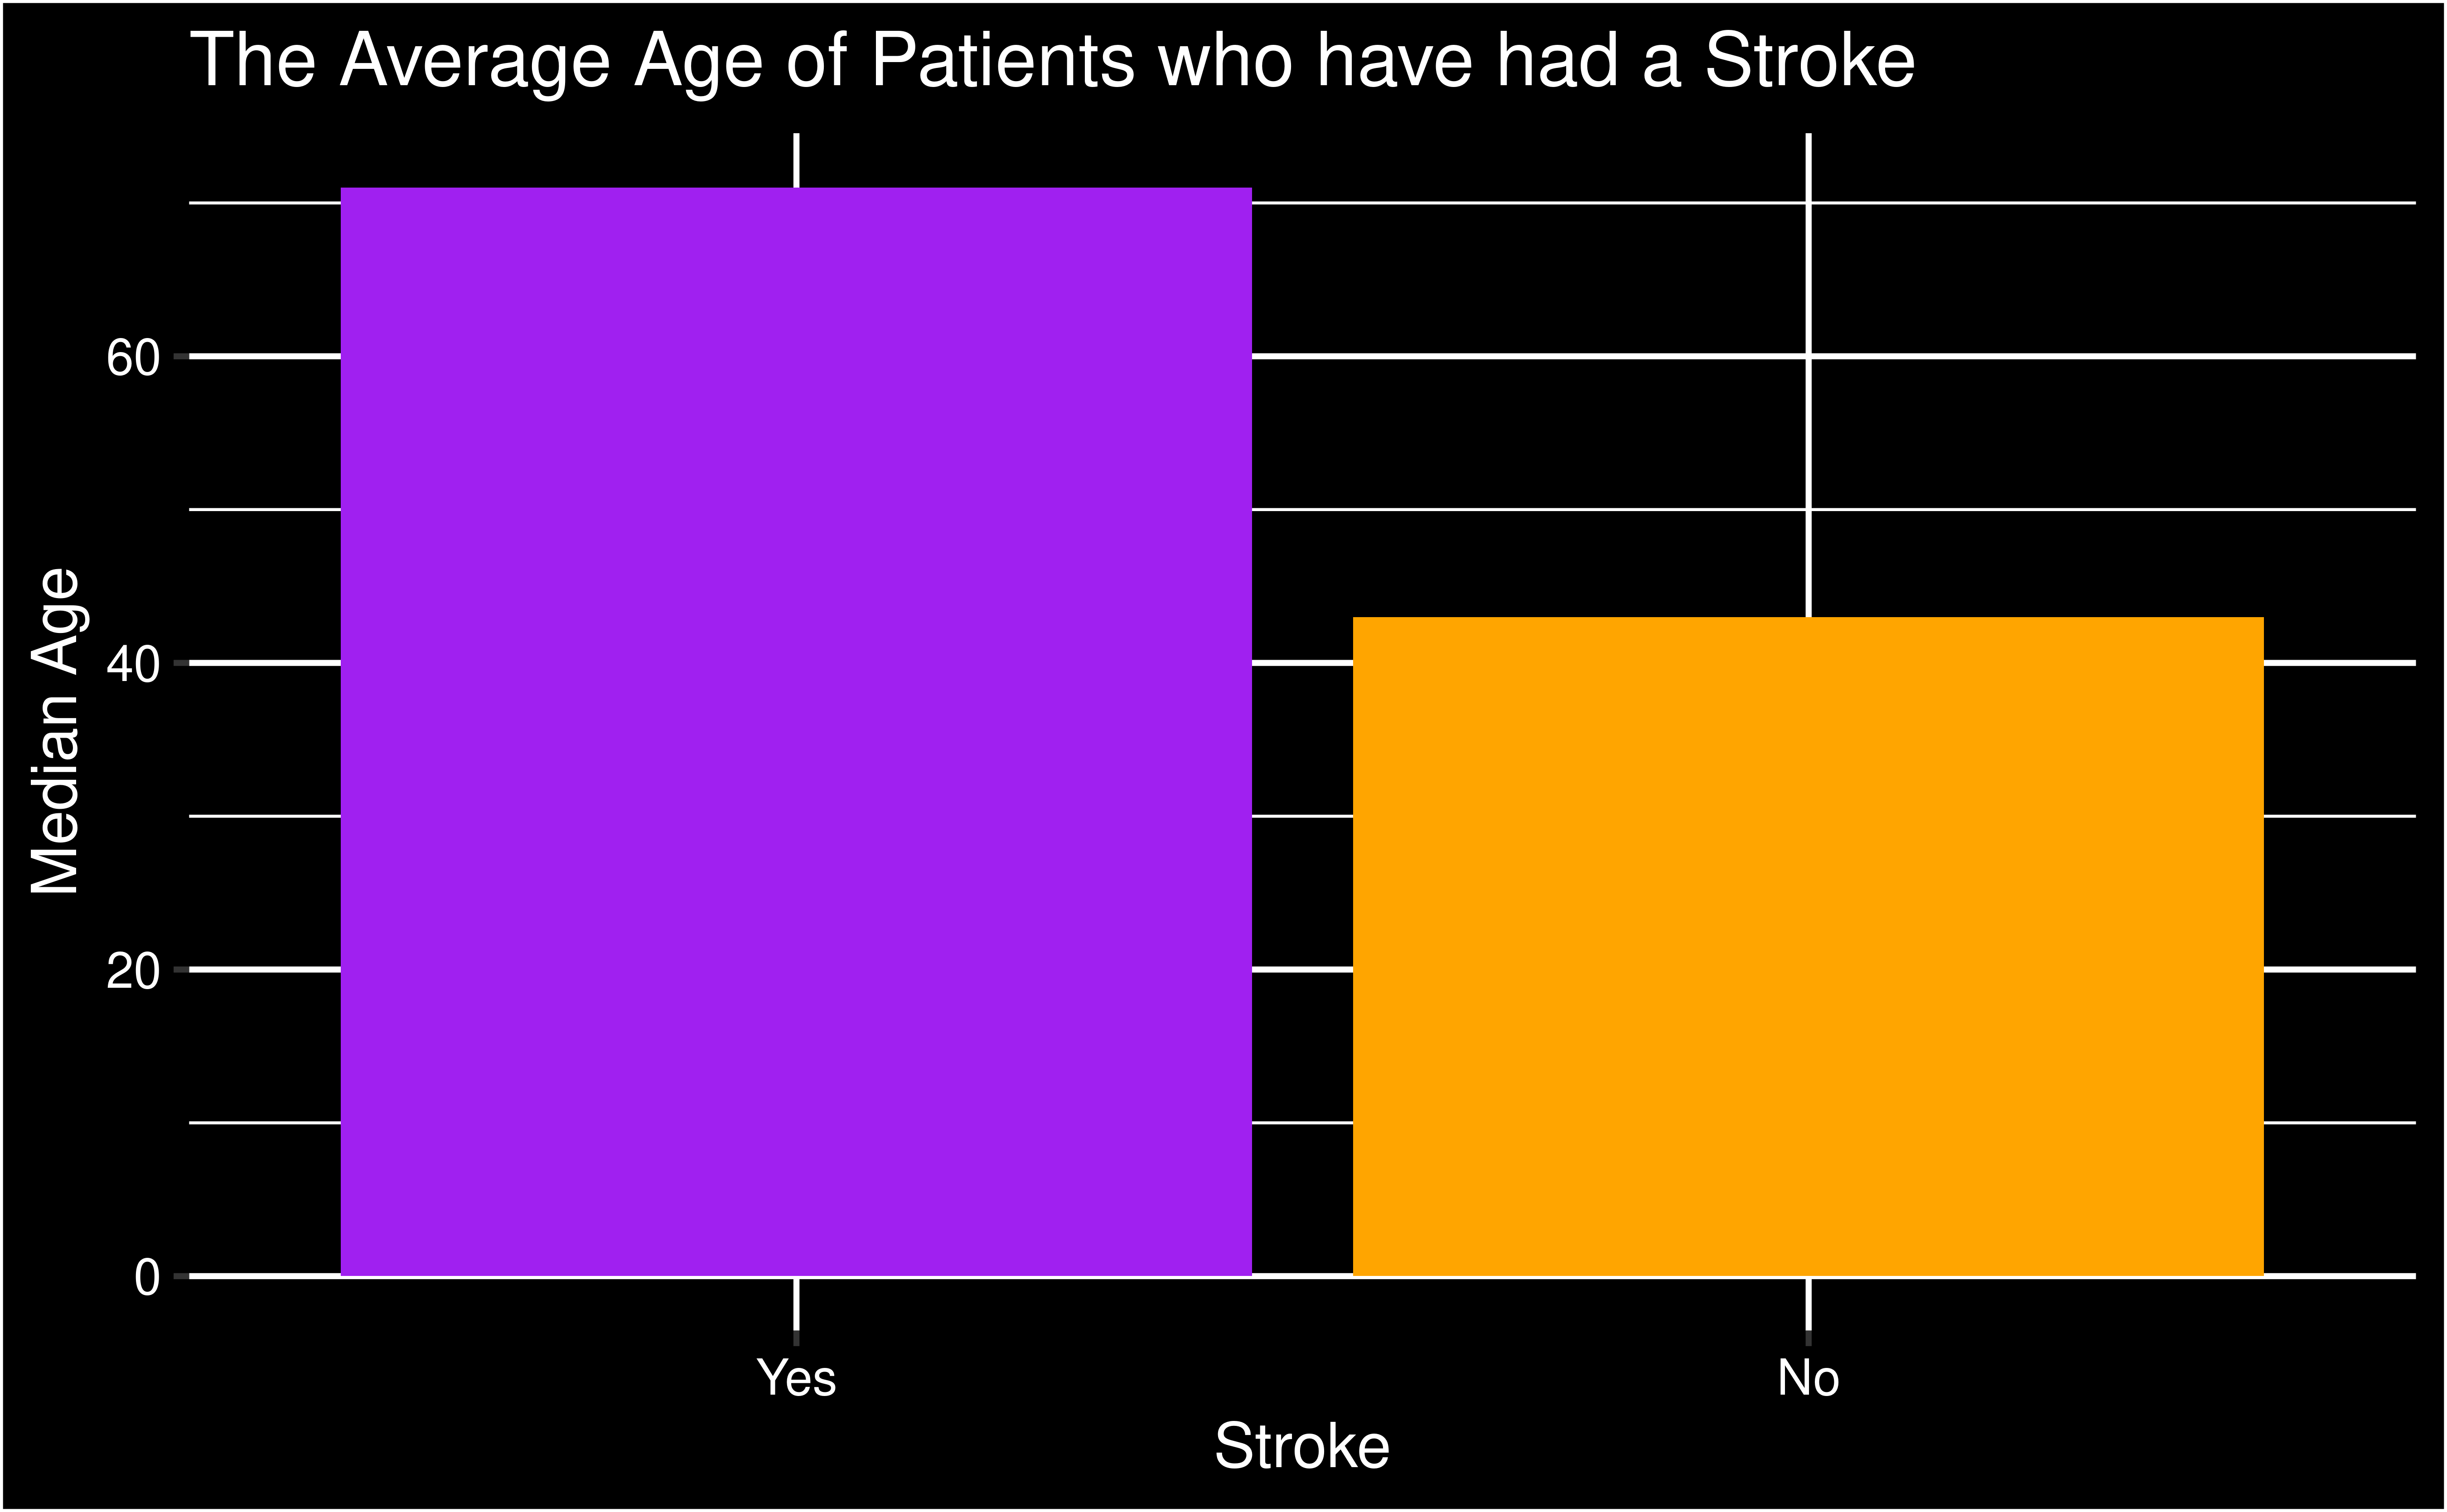 The Average Age of Patients who have had a Stroke
Median Age
60
40
20
0
Yes
No
Stroke